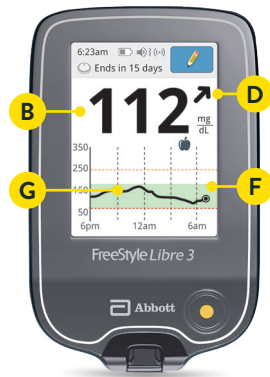 6:23am
Ends in 15 days
B
112
mg
dL
D
350
250
150
50
G
F
6pm
12am
6am
FreeStyle Libre 3
Abbott